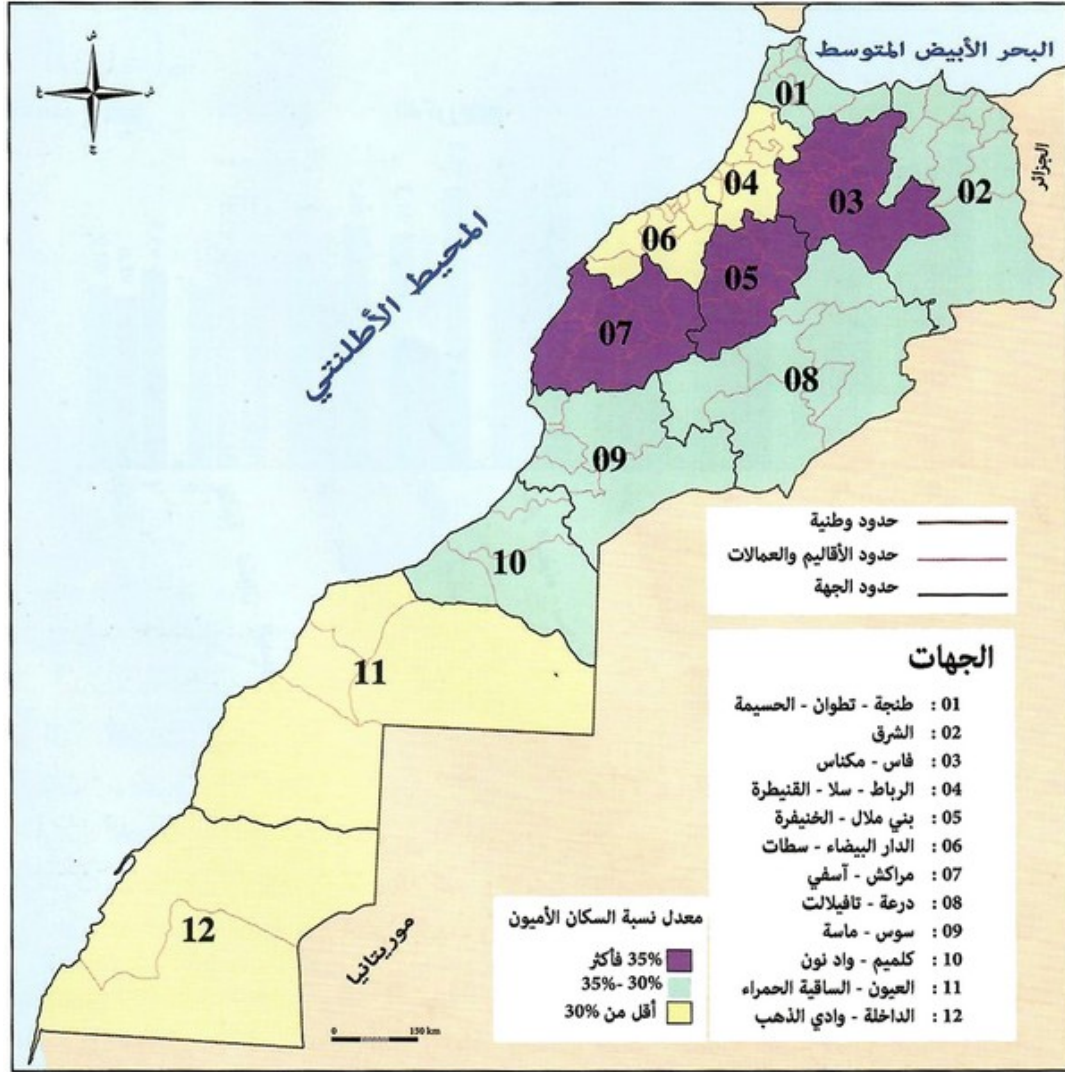 ش
غ
ش
ج
البحر الأبيض المتوسط
الجزائر
المحيط الأطلنتي
موريتانيا
01
02
03
04
05
06
07
08
09
10
11
12
حدود وطنية
حدود الأقاليم والعمالات
حدود الجهة
الجهات
01 : طنجة - تطوان - الحسيمة
02 : الشرق
03 : فاس - مكناس
04 : الرباط - سلا - القنيطرة
05 : بني ملال - الخنيفرة
06 : الدار البيضاء - سطات
07 : مراكش - آسفي
08 : درعة - تافيلالت
09 : سوس - ماسة
10 : كلميم - واد نون
11 : العيون - الساقية الحمراء
12 : الداخلة - وادي الذهب
معدل نسبة السكان الأميون
35% فأكثر
35%- 30%
أقل من 30%
0 150 km